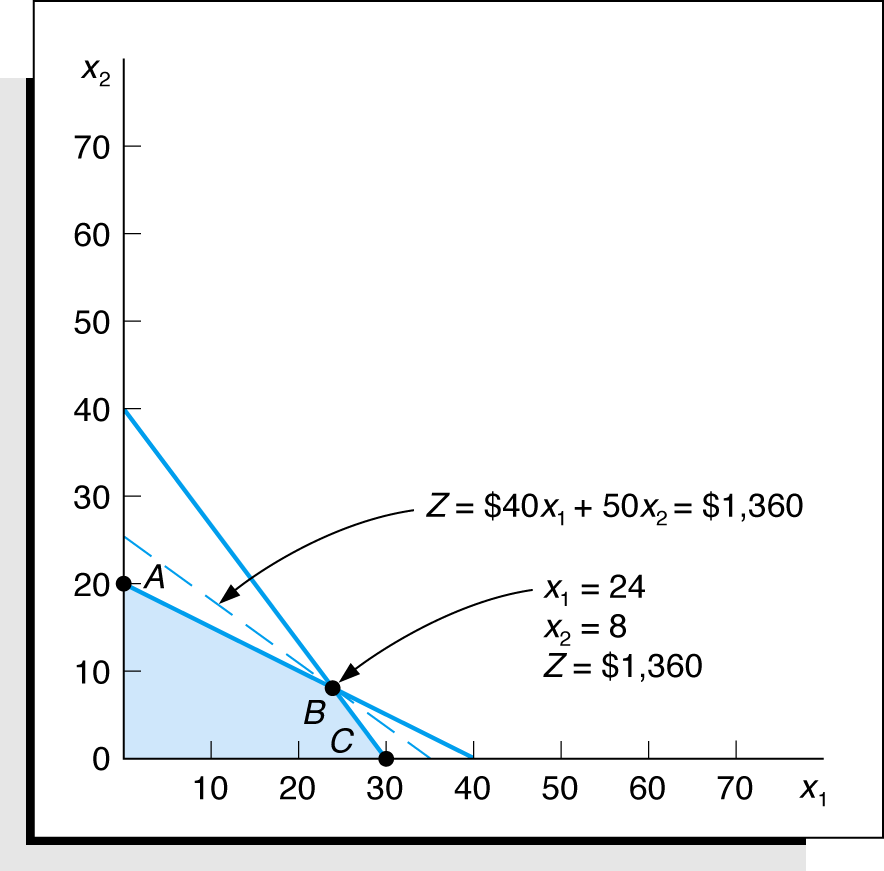 x₂
70
60
50
40
30
Z = $40x₁ + 50x₂ = $1,360
20
A
x₁ = 24
x₂ = 8
10
Z = $1,360
B
C
0
10 20 30 40 50 60 70 x₁